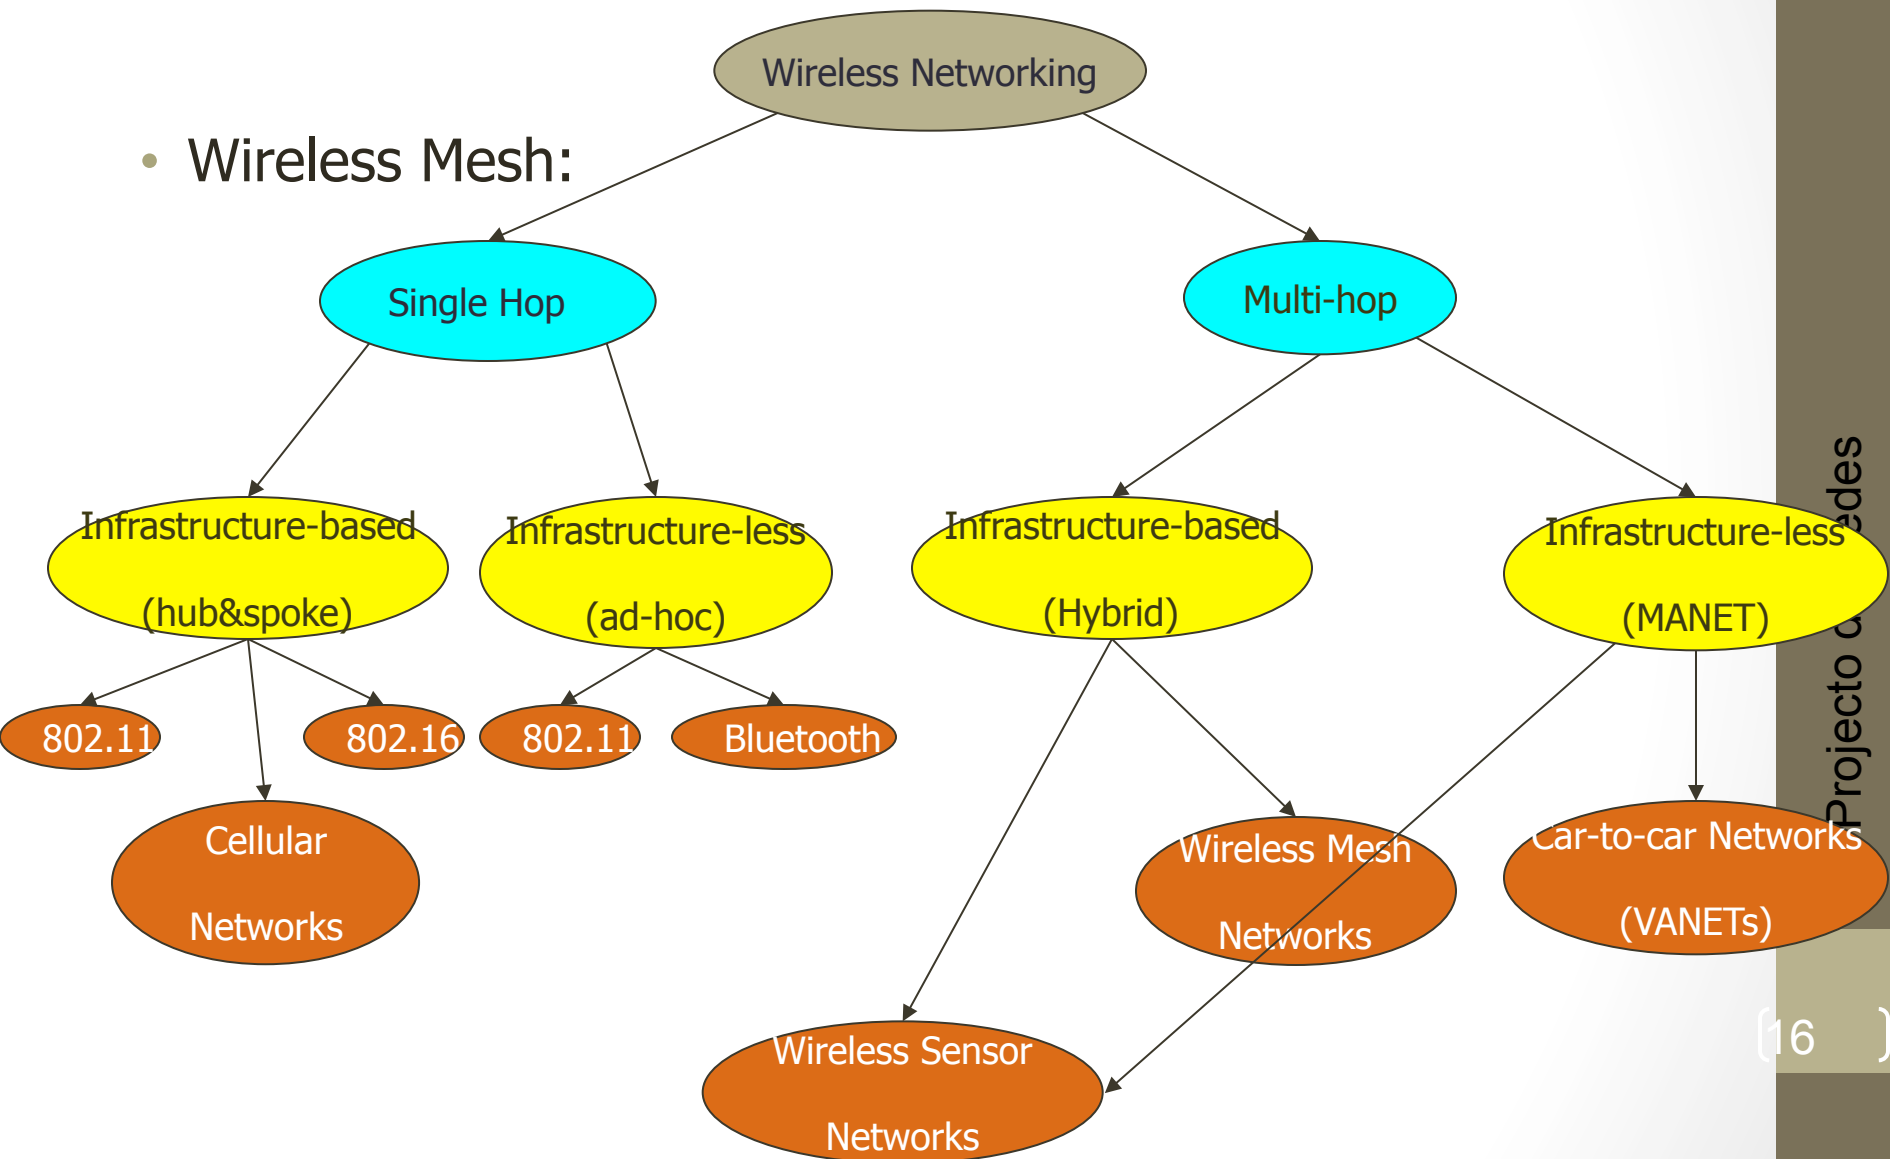 Wireless Networking
• Wireless Mesh:
Single Hop
Multi-hop
Infrastructure-based
(hub&spoke)
Infrastructure-less
(ad-hoc)
Infrastructure-based
(Hybrid)
Infrastructure-less
(MANET)
802.11
802.16
802.11
Bluetooth
Cellular
Networks
Wireless Mesh
Networks
Car-to-car Networks
(VANETs)
Wireless Sensor
Networks
Projecto
16